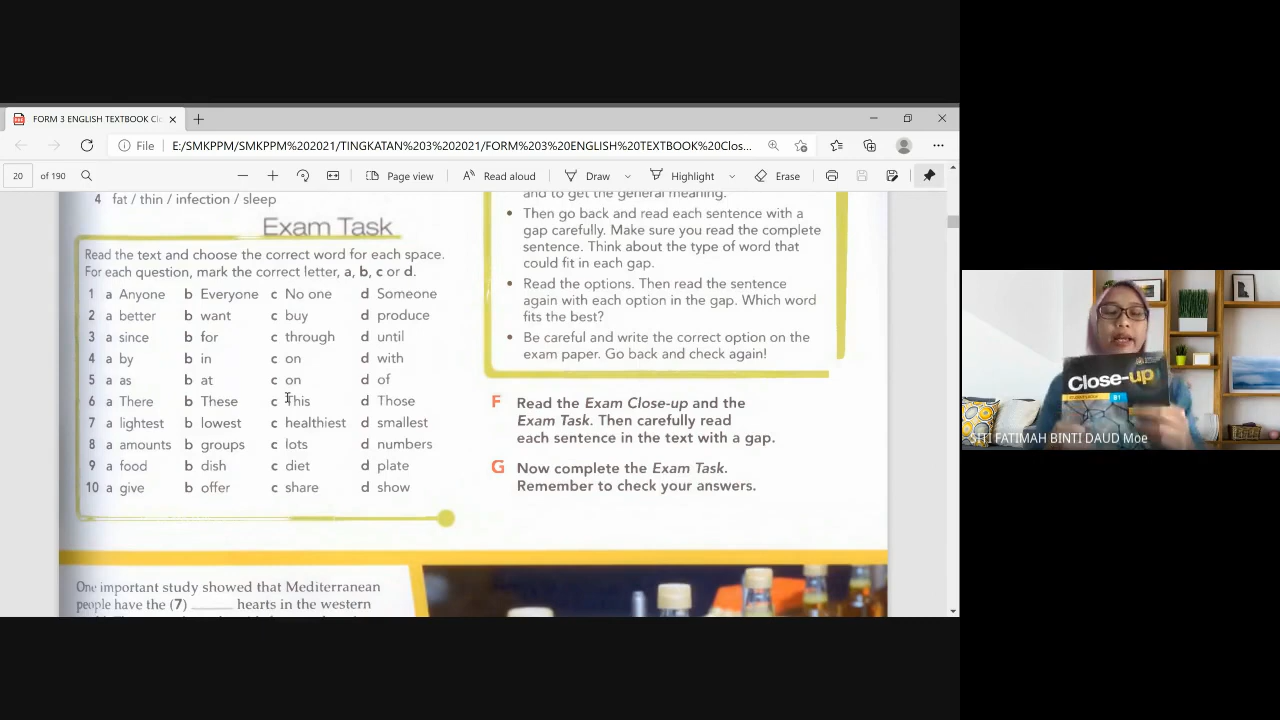 FORM 3 ENGLISH TEXTBOOK Clo
File
E:/SMKPPM/SMKPPM%202021/TINGKATAN%203%202021/FORM%203%20ENGLISH%20TEXTBOOK%20Clos...
20 of 190
Page view
Read aloud
Draw
Highlight
Erase
4 fat / thin / infection / sleep
Exam Task
Read the text and choose the correct word for each space.
For each question, mark the correct letter, a, b, c or d.
1 a Anyone b Everyone c No one d Someone
2 a better b want c buy d produce
3 a since b for c through d until
4 a by b in c on d with
5 a as b at c on d of
6 a There b These c This d Those
7 a lightest b lowest c healthiest d smallest
8 a amounts b groups c lots d numbers
9 a food b dish c diet d plate
10 a give b offer c share d show
One important study showed that Mediterranean
people have the (7) ______ hearts in the western
and to get the general meaning.
• Then go back and read each sentence with a
gap carefully. Make sure you read the complete
sentence. Think about the type of word that
could fit in each gap.
• Read the options. Then read the sentence
again with each option in the gap. Which word
fits the best?
• Be careful and write the correct option on the
exam paper. Go back and check again!
F Read the Exam Close-up and the
Exam Task. Then carefully read
each sentence in the text with a gap.
G Now complete the Exam Task.
Remember to check your answers.
Close-up
B1
SITI FATIMAH BINTI DAUD Moe